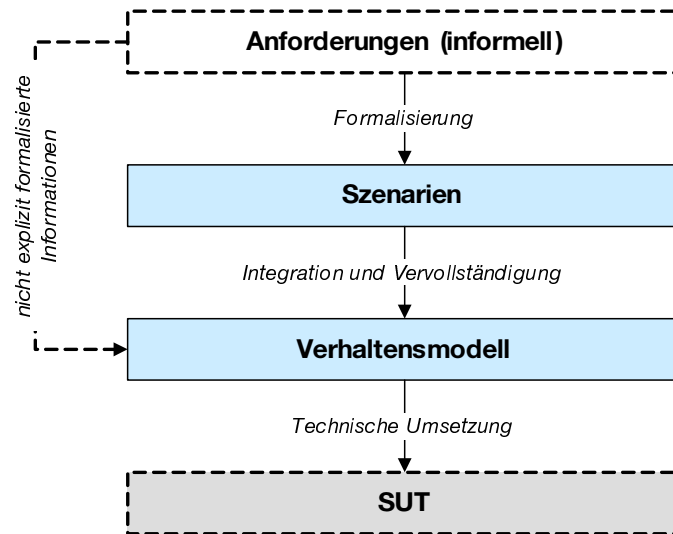 Anforderungen (informell)
Formalisierung
nicht explizit formalisierte
Informationen
Szenarien
Integration und Vervollständigung
Verhaltensmodell
Technische Umsetzung
SUT